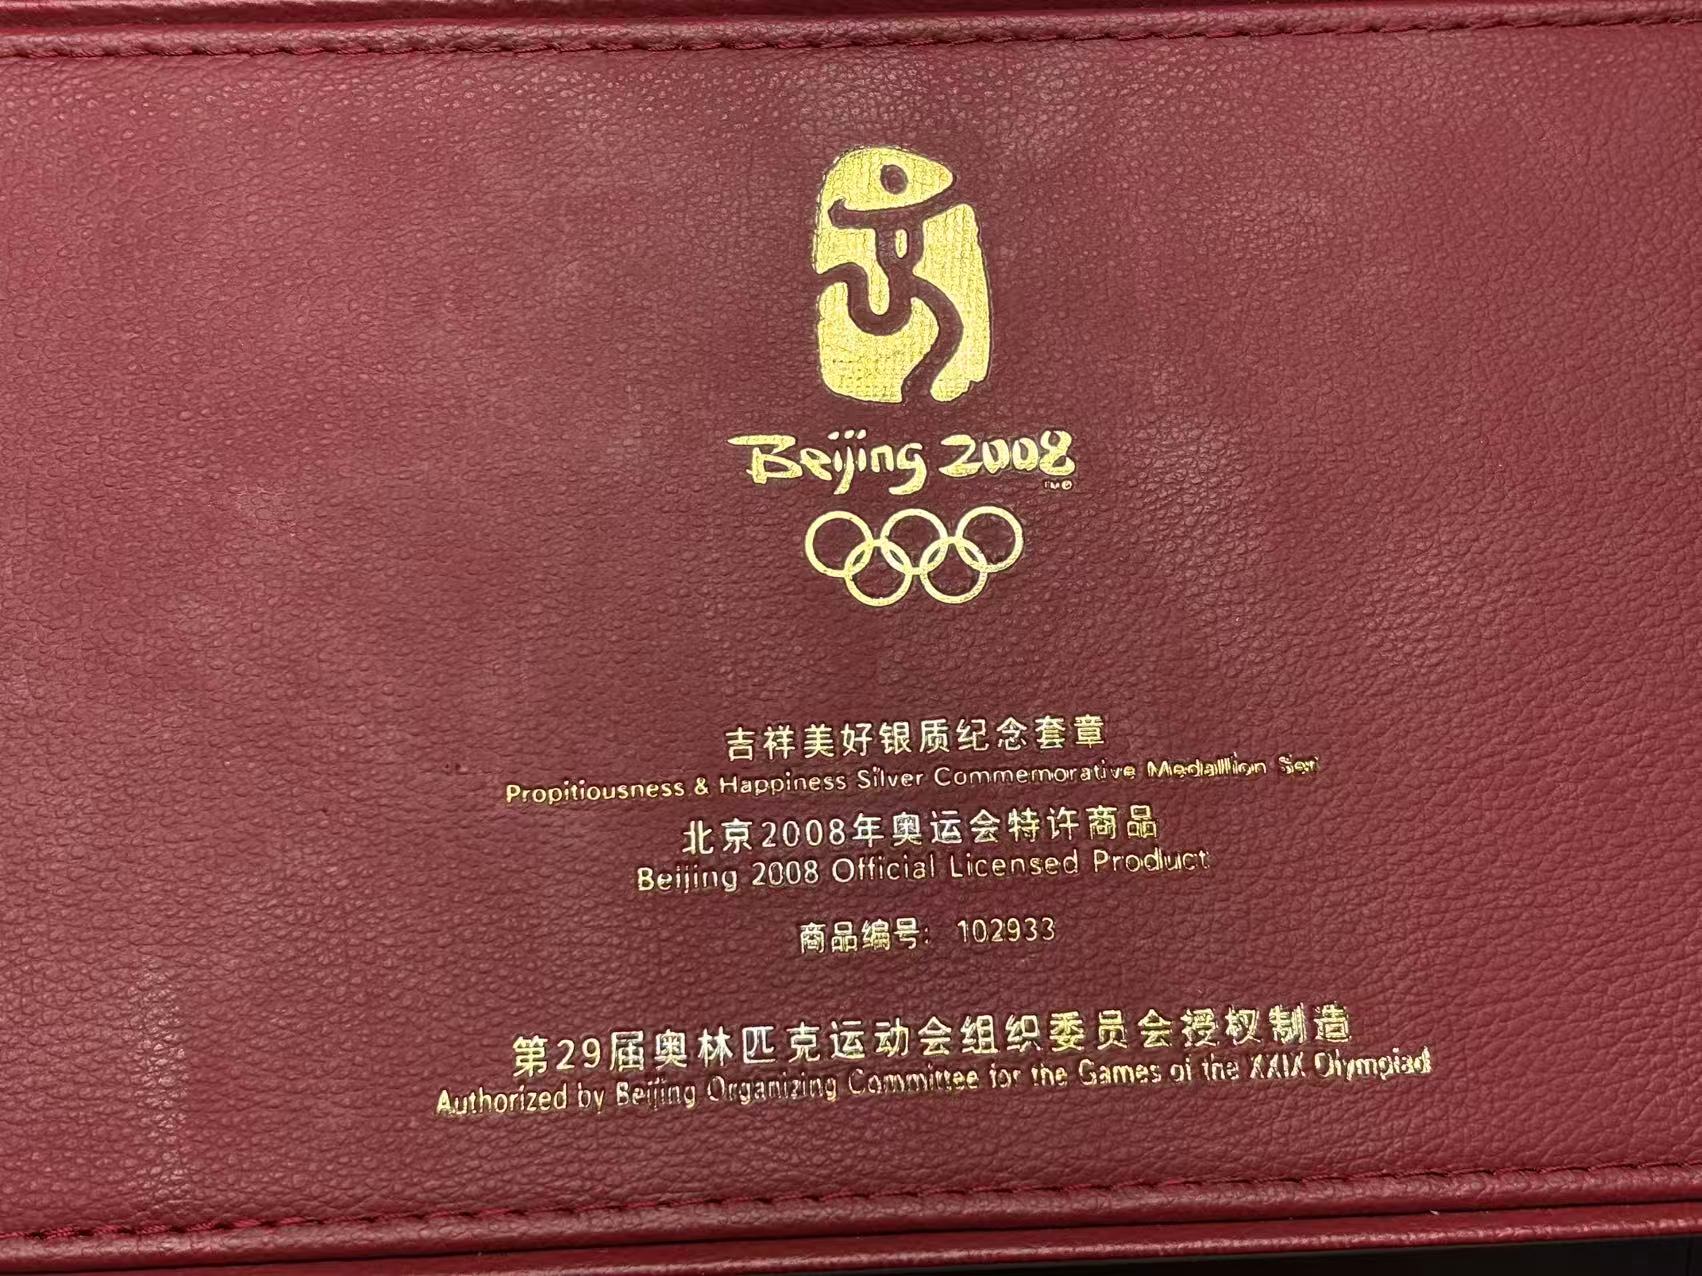 Beijing 2008
TM©
吉祥美好银质纪念套章
Propitiousness & Happiness Silver Commemorative Medallion Set
北京2008年奥运会特许商品
Beijing 2008 Official Licensed Product
商品编号: 102933
第29届奥林匹克运动会组织委员会授权制造
Authorized by Beijing Organizing Committee for the Games of the XXIX Olympiad